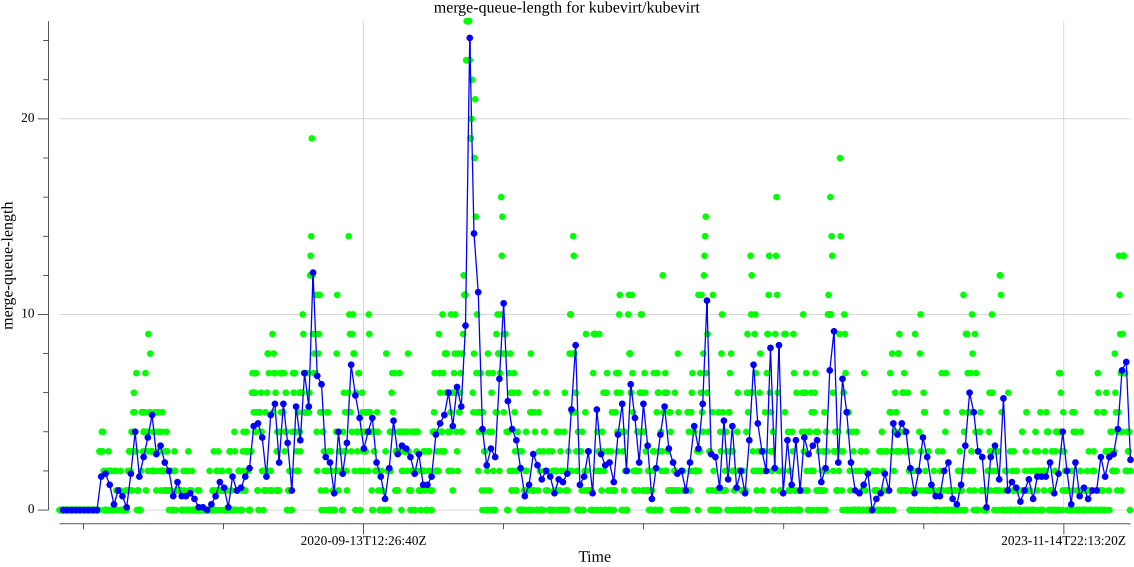 merge-queue-length for kubevirt/kubevirt
merge-queue-length
20
10
0
2020-09-13T12:26:40Z
2023-11-14T22:13:20Z
Time